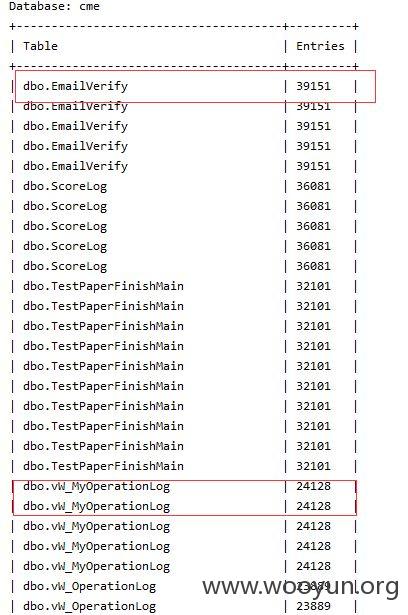 Database: cme
+------------------------------------+---------+
| Table | Entries |
+------------------------------------+---------+
| dbo.EmailVerify | 39151 |
| dbo.EmailVerify | 39151 |
| dbo.EmailVerify | 39151 |
| dbo.EmailVerify | 39151 |
| dbo.EmailVerify | 39151 |
| dbo.ScoreLog | 36081 |
| dbo.ScoreLog | 36081 |
| dbo.ScoreLog | 36081 |
| dbo.ScoreLog | 36081 |
| dbo.ScoreLog | 36081 |
| dbo.TestPaperFinishMain | 32101 |
| dbo.TestPaperFinishMain | 32101 |
| dbo.TestPaperFinishMain | 32101 |
| dbo.TestPaperFinishMain | 32101 |
| dbo.TestPaperFinishMain | 32101 |
| dbo.TestPaperFinishMain | 32101 |
| dbo.TestPaperFinishMain | 32101 |
| dbo.TestPaperFinishMain | 32101 |
| dbo.TestPaperFinishMain | 32101 |
| dbo.TestPaperFinishMain | 32101 |
| dbo.vW_MyOperationLog | 24128 |
| dbo.vW_MyOperationLog | 24128 |
| dbo.vW_MyOperationLog | 24128 |
| dbo.vW_MyOperationLog | 24128 |
| dbo.vW_MyOperationLog | 24128 |
| dbo.vW_OperationLog | 23889 |
| dbo.vW_OperationLog | 23889 |
www.wooyun.org